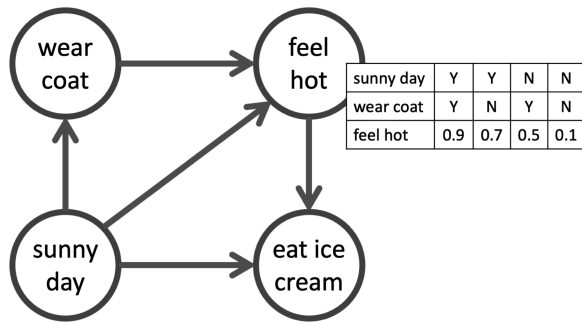 wear
coat
feel
hot
sunny day Y Y N N
wear coat Y N Y N
feel hot 0.9 0.7 0.5 0.1
sunny
day
eat ice
cream